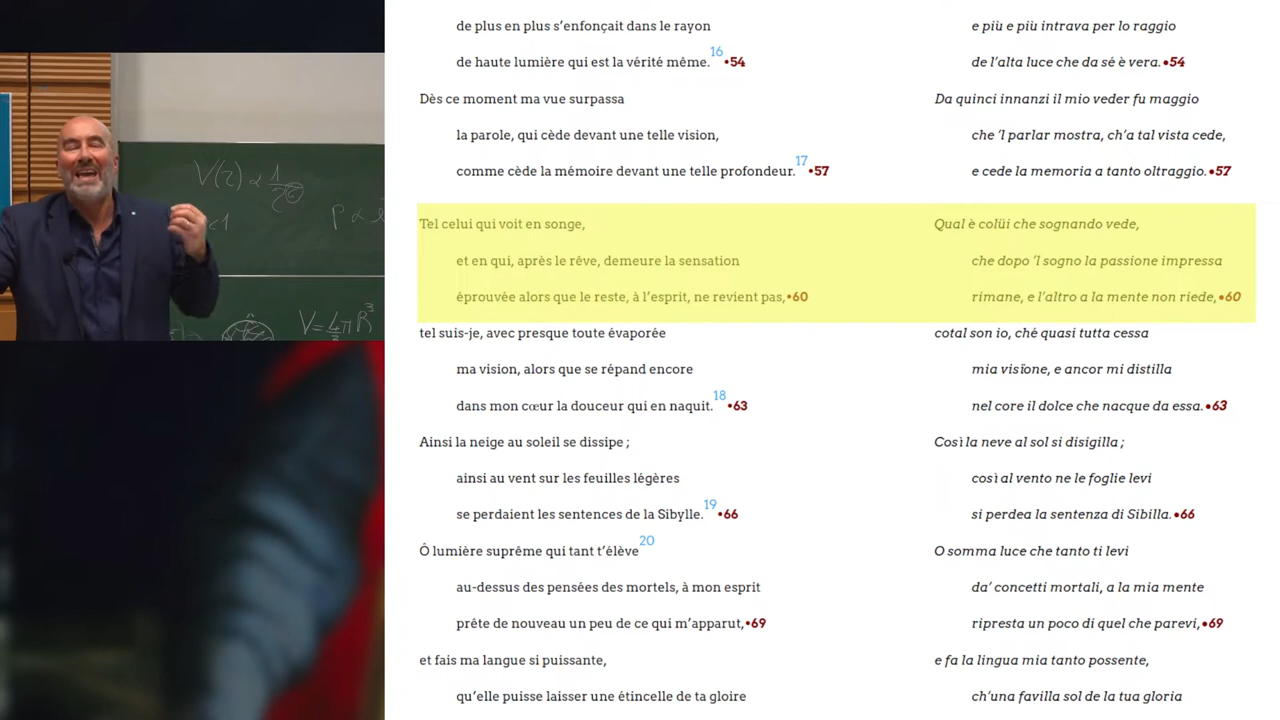 V(r) ∝ 1
<1
V = 4/3 π R³
de plus en plus s’enfonçait dans le rayon
de haute lumière qui est la vérité même.16 •54
Dès ce moment ma vue surpassa
la parole, qui cède devant une telle vision,
comme cède la mémoire devant une telle profondeur.17 •57
Tel celui qui voit en songe,
et en qui, après le rêve, demeure la sensation
éprouvée alors que le reste, à l’esprit, ne revient pas,•60
tel suis-je, avec presque toute évaporée
ma vision, alors que se répand encore
dans mon cœur la douceur qui en naquit.18 •63
Ainsi la neige au soleil se dissipe ;
ainsi au vent sur les feuilles légères
se perdaient les sentences de la Sibylle.19 •66
Ô lumière suprême qui tant t’élève20
au-dessus des pensées des mortels, à mon esprit
prête de nouveau un peu de ce qui m’apparut,•69
et fais ma langue si puissante,
qu’elle puisse laisser une étincelle de ta gloire
e più e più intrava per lo raggio
de l’alta luce che da sé è vera.•54
Da quinci innanzi il mio veder fu maggio
che ’l parlar mostra, ch’a tal vista cede,
e cede la memoria a tanto oltraggio.•57
Qual è colüi che sognando vede,
che dopo ’l sogno la passione impressa
rimane, e l’altro a la mente non riede,•60
cotal son io, ché quasi tutta cessa
mia visïone, e ancor mi distilla
nel core il dolce che nacque da essa.•63
Così la neve al sol si disigilla ;
così al vento ne le foglie levi
si perdea la sentenza di Sibilla.•66
O somma luce che tanto ti levi
da’ concetti mortali, a la mia mente
ripresta un poco di quel che parevi,•69
e fa la lingua mia tanto possente,
ch’una favilla sol de la tua gloria